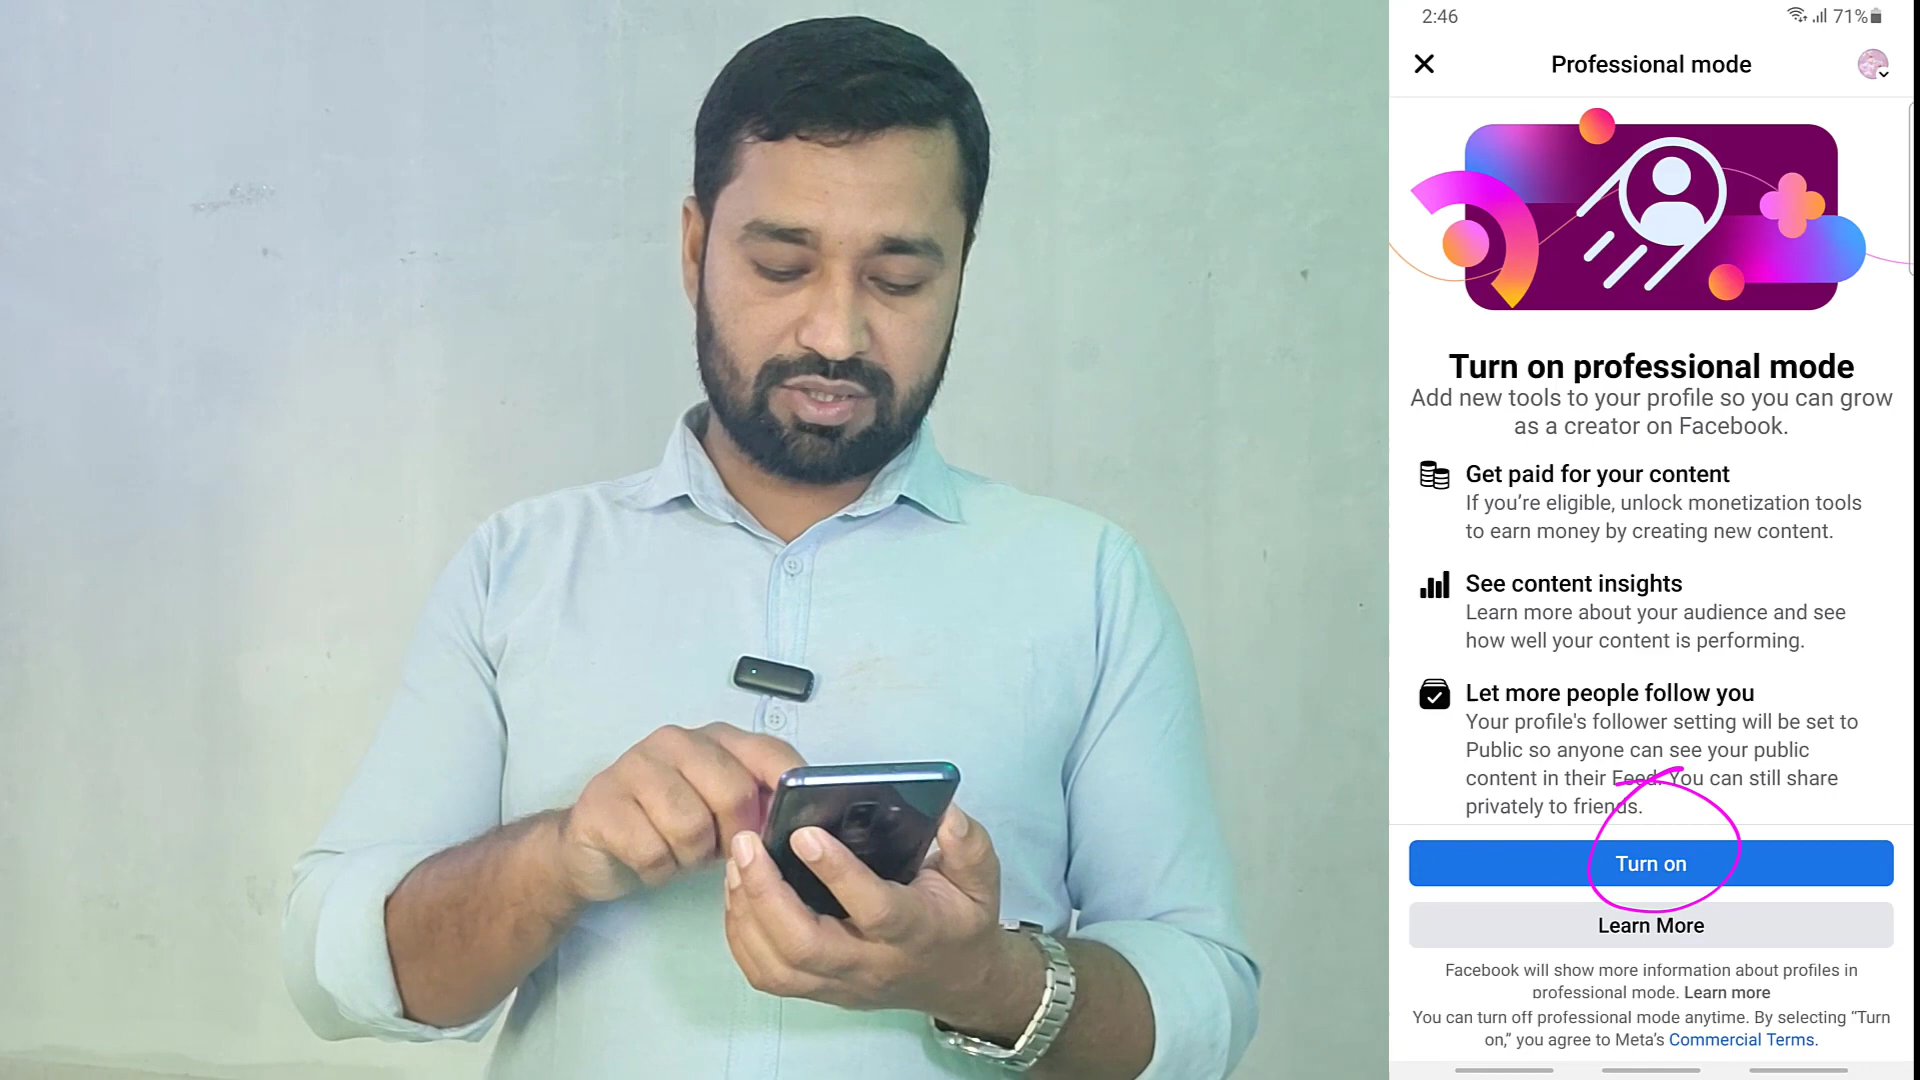 2:46
71%
Professional mode
Turn on professional mode
Add new tools to your profile so you can grow
as a creator on Facebook.
Get paid for your content
If you’re eligible, unlock monetization tools
to earn money by creating new content.
See content insights
Learn more about your audience and see
how well your content is performing.
Let more people follow you
Your profile's follower setting will be set to
Public so anyone can see your public
content in their Feed. You can still share
privately to friends.
Turn on
Learn More
Facebook will show more information about profiles in
professional mode. Learn more
You can turn off professional mode anytime. By selecting “Turn
on,” you agree to Meta’s Commercial Terms.